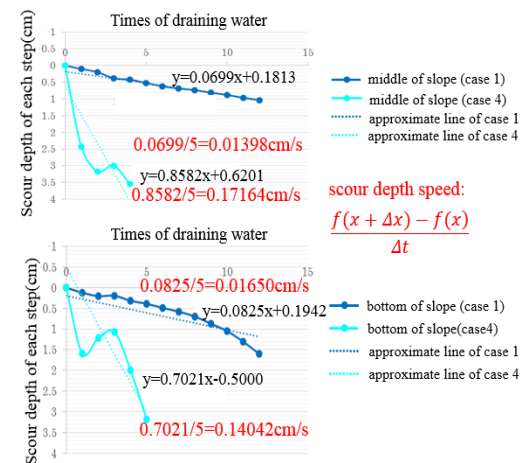 Times of draining water
Scour depth of each step(cm)
-1
0.5
0
0.5
1
1.5
2
2.5
3
3.5
4
0
5
10
15
y=0.0699x+0.1813
0.0699/5=0.01398cm/s
y=0.8582x+0.6201
0.8582/5=0.17164cm/s
middle of slope (case 1)
middle of slope (case 4)
approximate line of case 1
approximate line of case 4
scour depth speed:
f(x + Δx) − f(x)
Δt
Times of draining water
Scour depth of each step(cm)
-1
0.5
0
0.5
1
1.5
2
2.5
3
3.5
4
0
5
10
15
0.0825/5=0.01650cm/s
y=0.0825x+0.1942
y=0.7021x-0.5000
0.7021/5=0.14042cm/s
bottom of slope (case 1)
bottom of slope(case4)
approximate line of case 1
approximate line of case 4